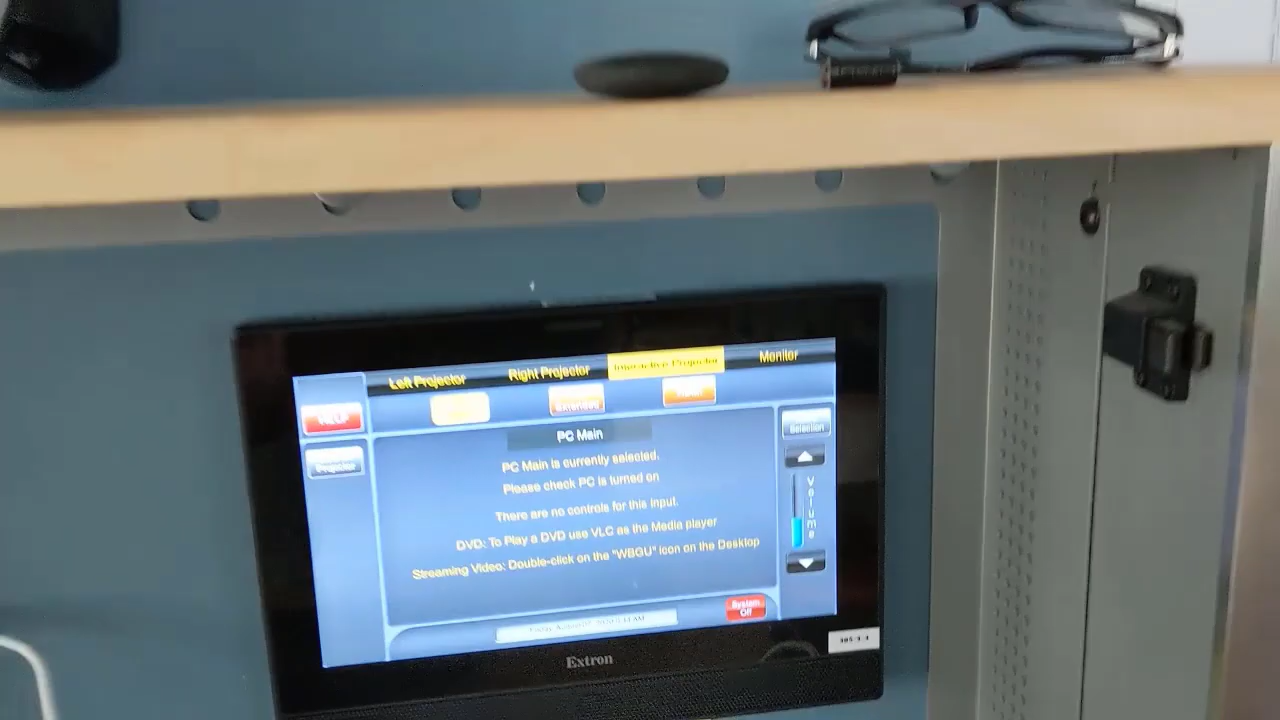 Left Projector
Right Projector
Interactive Projector
Monitor
HELP
Extensive
Projector
Selection
PC Main
PC Main is currently selected.
Please check PC is turned on
There are no controls for this input.
DVD: To Play a DVD use VLC as the Media player
Streaming Video: Double-click on the "WBGU" icon on the Desktop
Volume
System
Off
Extron